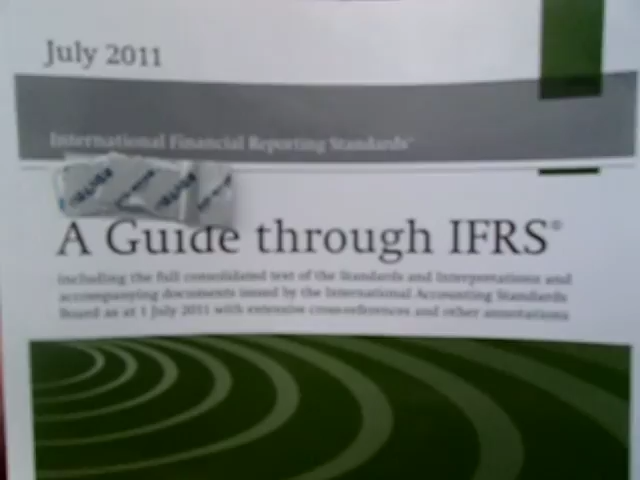 July 2011
International Financial Reporting Standards™
A Guide through IFRS®
including the full consolidated text of the Standards and Interpretations and
accompanying documents issued by the International Accounting Standards
Board as at 1 July 2011 with extensive cross-references and other annotations